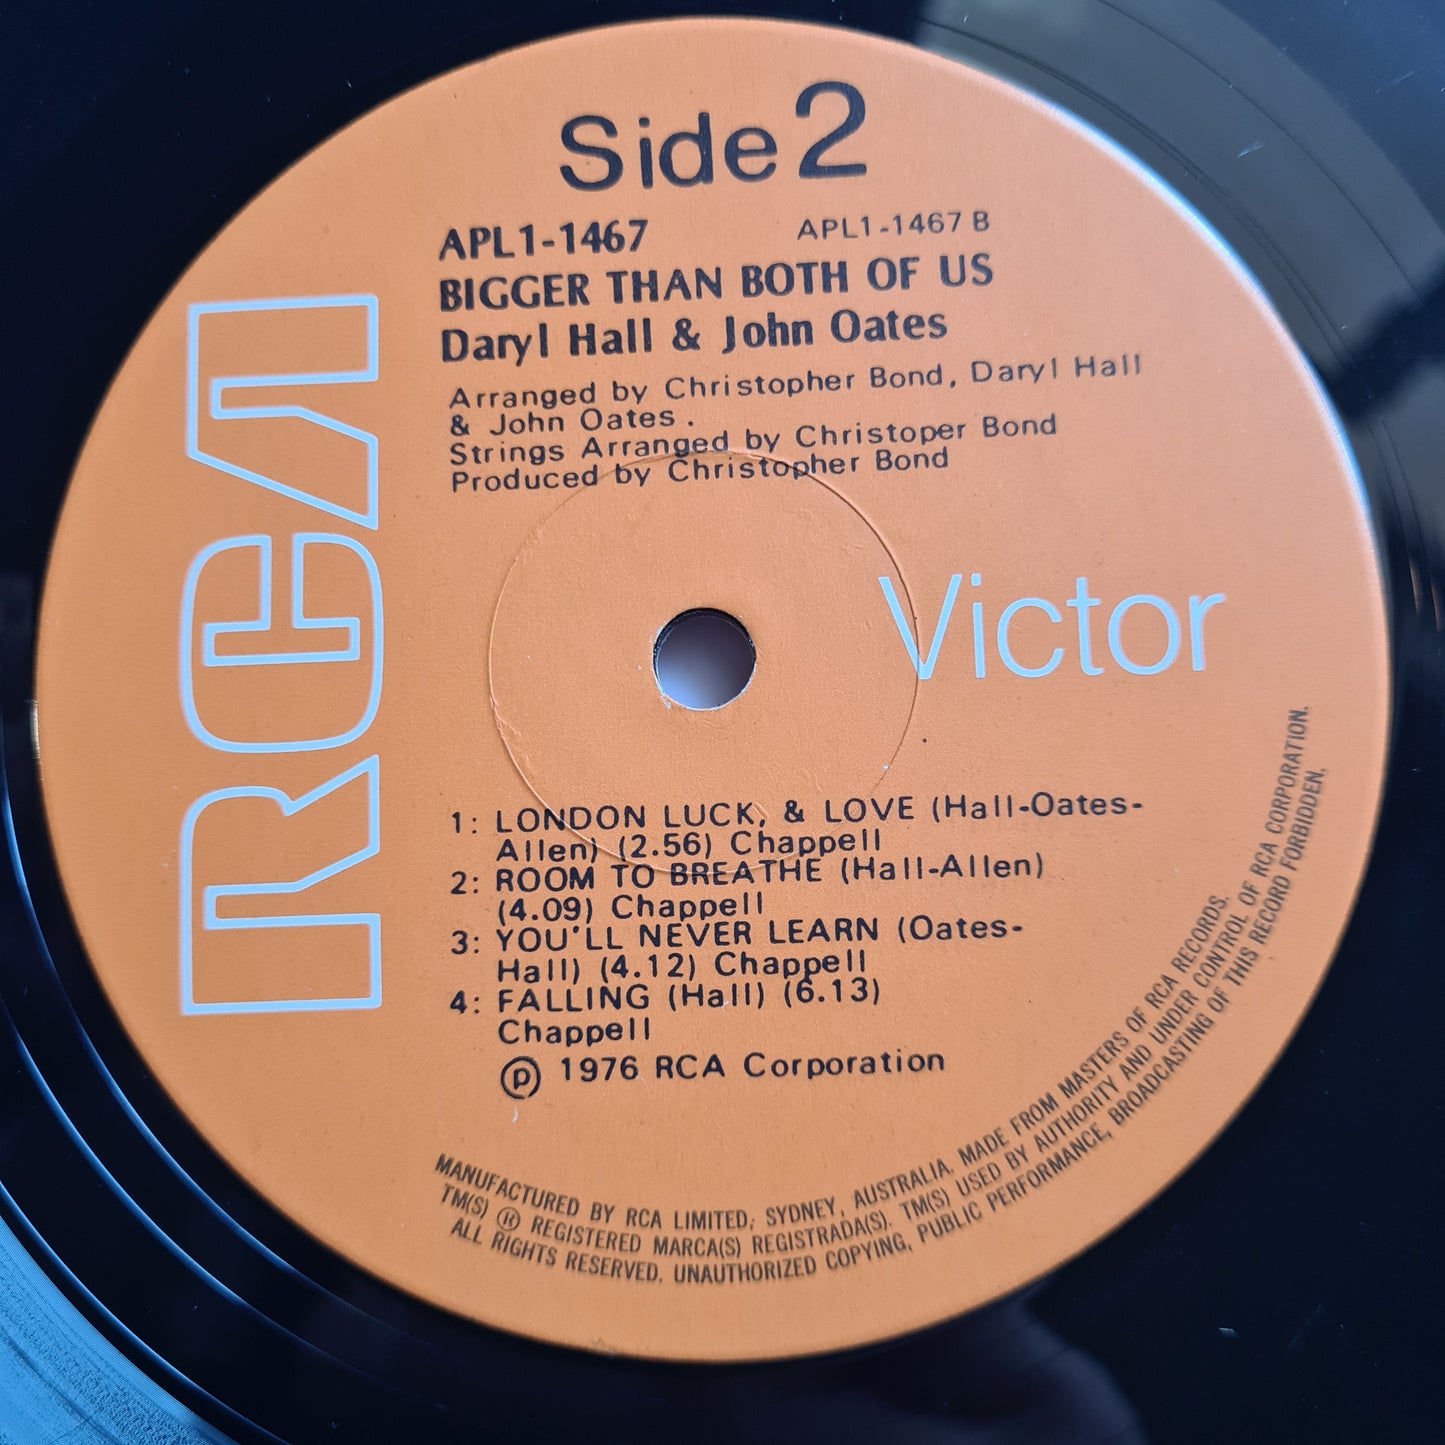 Side 2
APL1-1467 APL1-1467 B
BIGGER THAN BOTH OF US
Daryl Hall & John Oates
Arranged by Christopher Bond, Daryl Hall
& John Oates.
Strings Arranged by Christoper Bond
Produced by Christopher Bond
RCA
Victor
1: LONDON LUCK, & LOVE (Hall-Oates-
Allen) (2.56) Chappell
2: ROOM TO BREATHE (Hall-Allen)
(4.09) Chappell
3: YOU'LL NEVER LEARN (Oates-
Hall) (4.12) Chappell
4: FALLING (Hall) (6.13)
Chappell
℗ 1976 RCA Corporation
MANUFACTURED BY RCA LIMITED, SYDNEY, AUSTRALIA. MADE FROM MASTERS OF RCA RECORDS.
TM(S) ® REGISTERED MARCA(S) REGISTRADA(S). TM(S) USED BY AUTHORITY AND UNDER CONTROL OF RCA CORPORATION.
ALL RIGHTS RESERVED. UNAUTHORIZED COPYING, PUBLIC PERFORMANCE, BROADCASTING OF THIS RECORD FORBIDDEN.